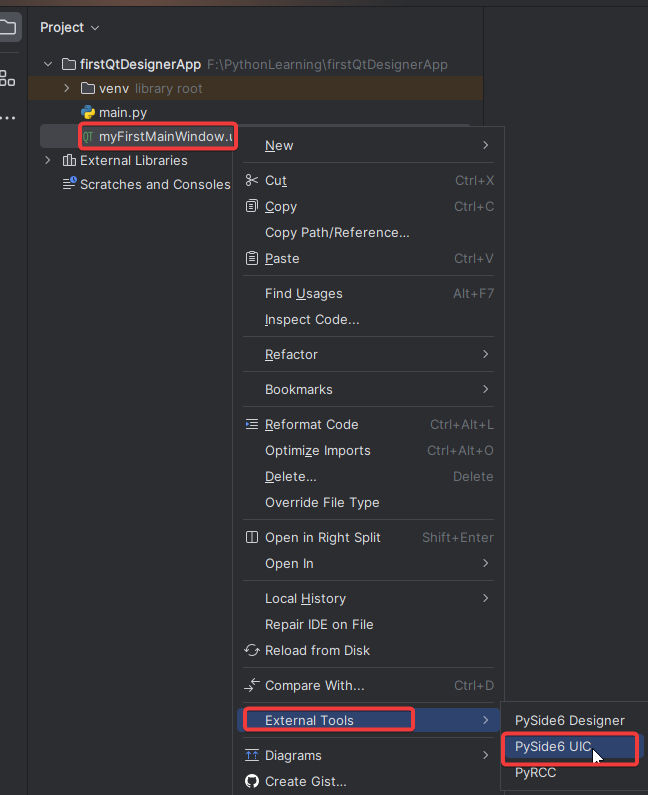 Project
firstQtDesignerApp F:\PythonLearning\firstQtDesignerApp
venv library root
main.py
QT myFirstMainWindow.u
External Libraries
Scratches and Consoles
New
Cut Ctrl+X
Copy Ctrl+C
Copy Path/Reference...
Paste Ctrl+V
Find Usages Alt+F7
Inspect Code...
Refactor
Bookmarks
Reformat Code Ctrl+Alt+L
Optimize Imports Ctrl+Alt+O
Delete... Delete
Override File Type
Open in Right Split Shift+Enter
Open In
Local History
Repair IDE on File
Reload from Disk
Compare With... Ctrl+D
External Tools
PySide6 Designer
PySide6 UIC
PyRCC
Diagrams
Create Gist...